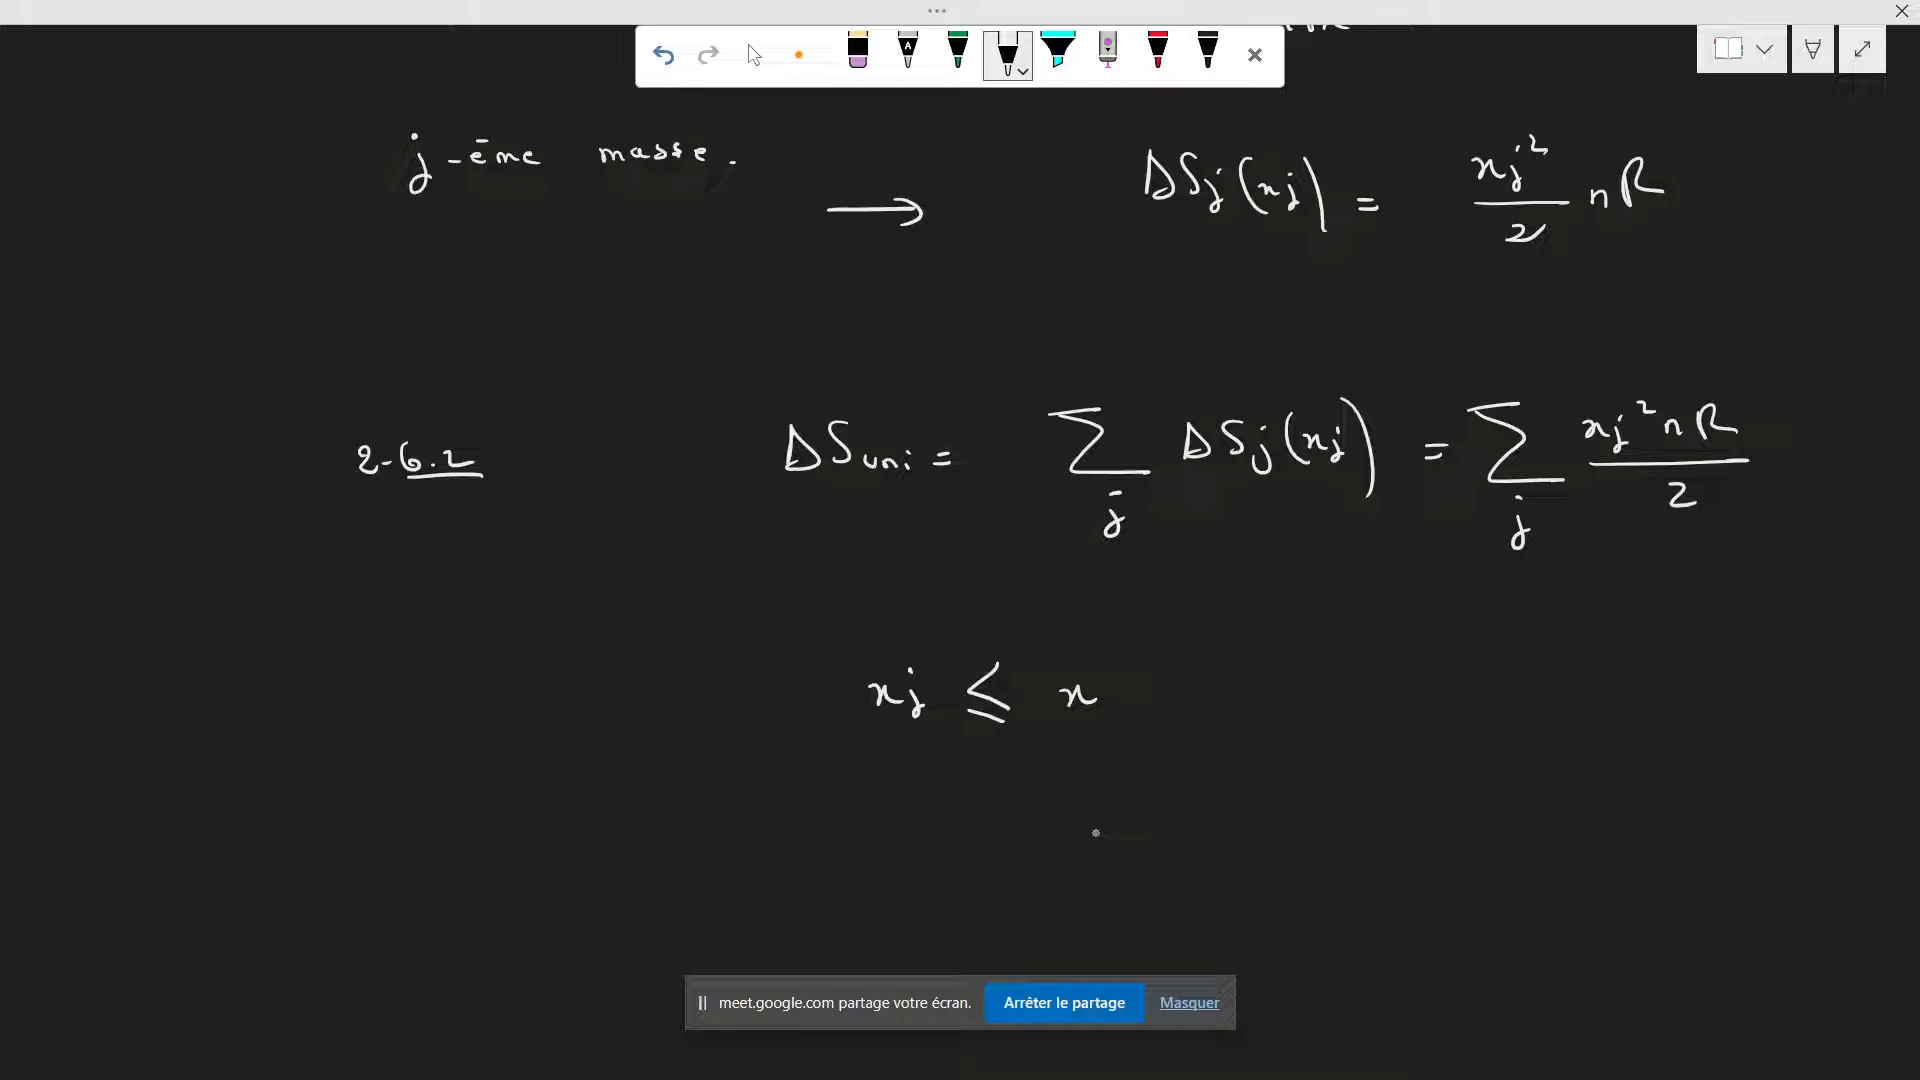 j-ème masse. → ΔSj(xj) = xj²/2 nR
2-6.2 ΔSuni = Σj ΔSj(xj) = Σj xj² nR/2
xj ≤ x
meet.google.com partage votre écran. Arrêter le partage Masquer